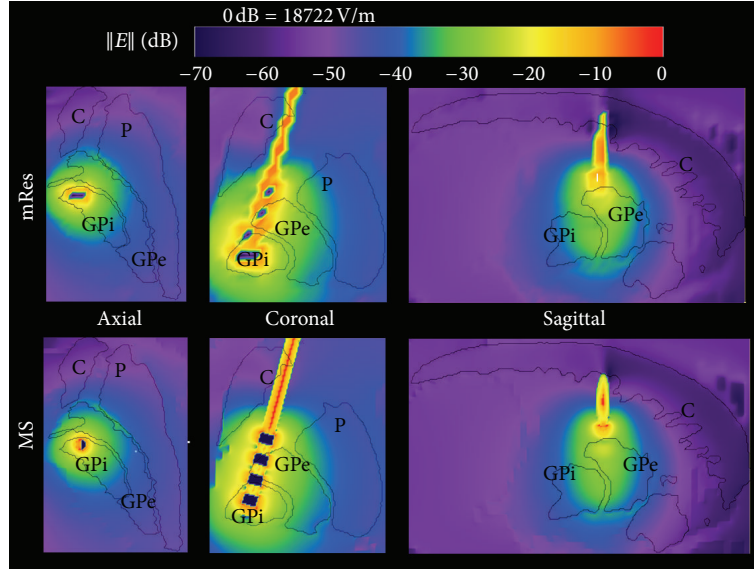 0 dB = 18722 V/m
||E|| (dB)
−70 −60 −50 −40 −30 −20 −10 0
mRes
C P GPi GPe
C P GPe GPi
C GPe GPi
Axial Coronal Sagittal
MS
C P GPi GPe
C P GPe GPi
C GPe GPi